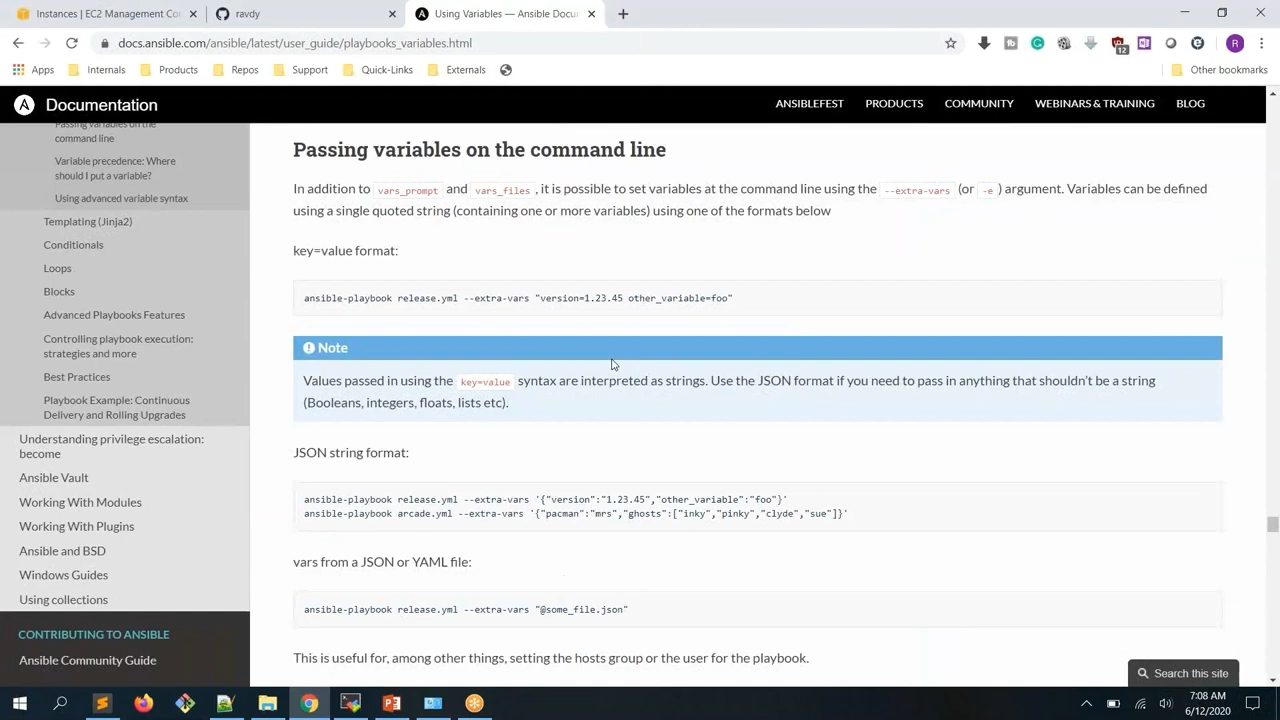 Instances | EC2 Management Con
ravdy
Using Variables — Ansible Docum
docs.ansible.com/ansible/latest/user_guide/playbooks_variables.html
12
R
Apps
Internals
Products
Repos
Support
Quick-Links
Externals
Other bookmarks
A Documentation
ANSIBLEFEST
PRODUCTS
COMMUNITY
WEBINARS & TRAINING
BLOG
Passing variables on the
command line
Variable precedence: Where
should I put a variable?
Using advanced variable syntax
Templating (Jinja2)
Conditionals
Loops
Blocks
Advanced Playbooks Features
Controlling playbook execution:
strategies and more
Best Practices
Playbook Example: Continuous
Delivery and Rolling Upgrades
Understanding privilege escalation:
become
Ansible Vault
Working With Modules
Working With Plugins
Ansible and BSD
Windows Guides
Using collections
CONTRIBUTING TO ANSIBLE
Ansible Community Guide
Passing variables on the command line
In addition to vars_prompt and vars_files, it is possible to set variables at the command line using the --extra-vars (or -e) argument. Variables can be defined
using a single quoted string (containing one or more variables) using one of the formats below
key=value format:
ansible-playbook release.yml --extra-vars "version=1.23.45 other_variable=foo"
Note
Values passed in using the key=value syntax are interpreted as strings. Use the JSON format if you need to pass in anything that shouldn't be a string
(Booleans, integers, floats, lists etc).
JSON string format:
ansible-playbook release.yml --extra-vars '{"version":"1.23.45","other_variable":"foo"}'
ansible-playbook arcade.yml --extra-vars '{"pacman":"mrs","ghosts":["inky","pinky","clyde","sue"]}'
vars from a JSON or YAML file:
ansible-playbook release.yml --extra-vars "@some_file.json"
This is useful for, among other things, setting the hosts group or the user for the playbook.
Search this site
7:08 AM
6/12/2020